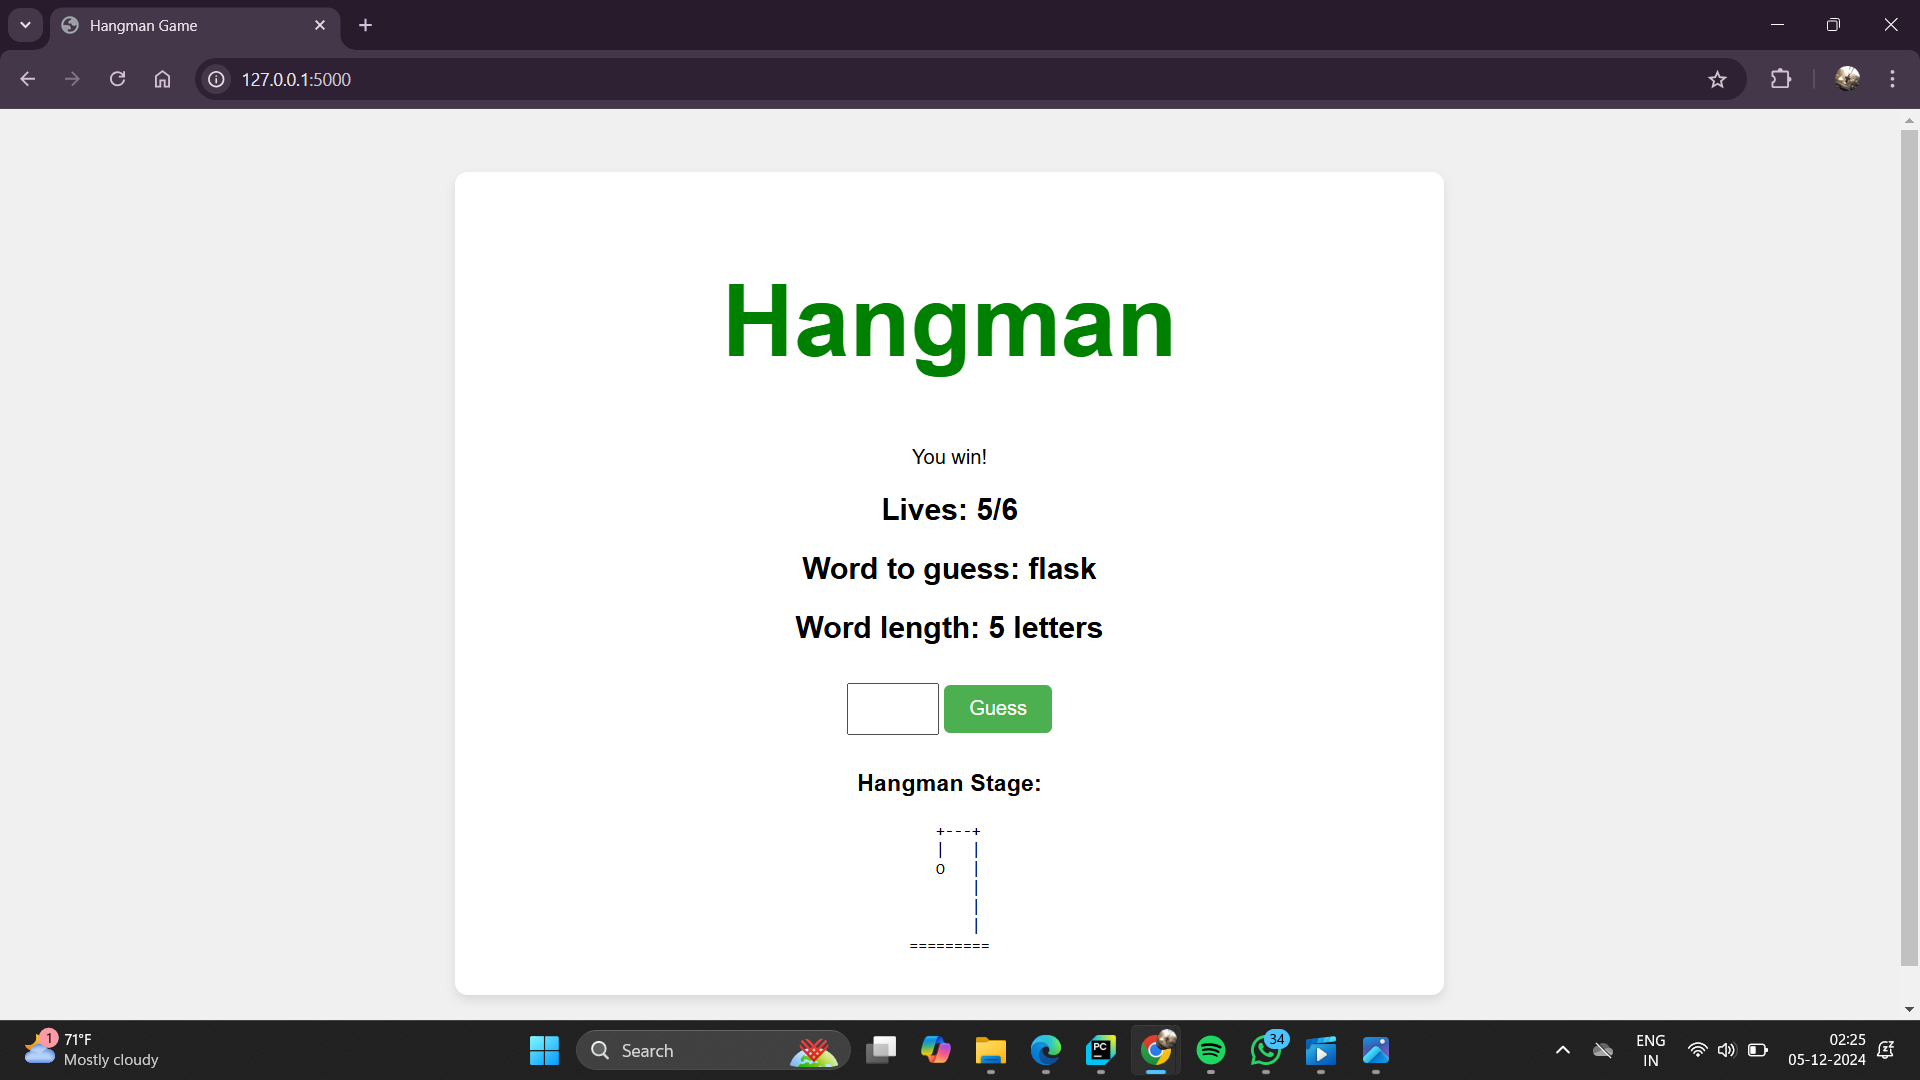 Hangman Game
127.0.0.1:5000
Hangman
You win!
Lives: 5/6
Word to guess: flask
Word length: 5 letters
Guess
Hangman Stage:
+---+
|   |
O   |
    |
    |
    |
=========
1
71°F
Mostly cloudy
Search
PC
34
ENG
IN
02:25
05-12-2024